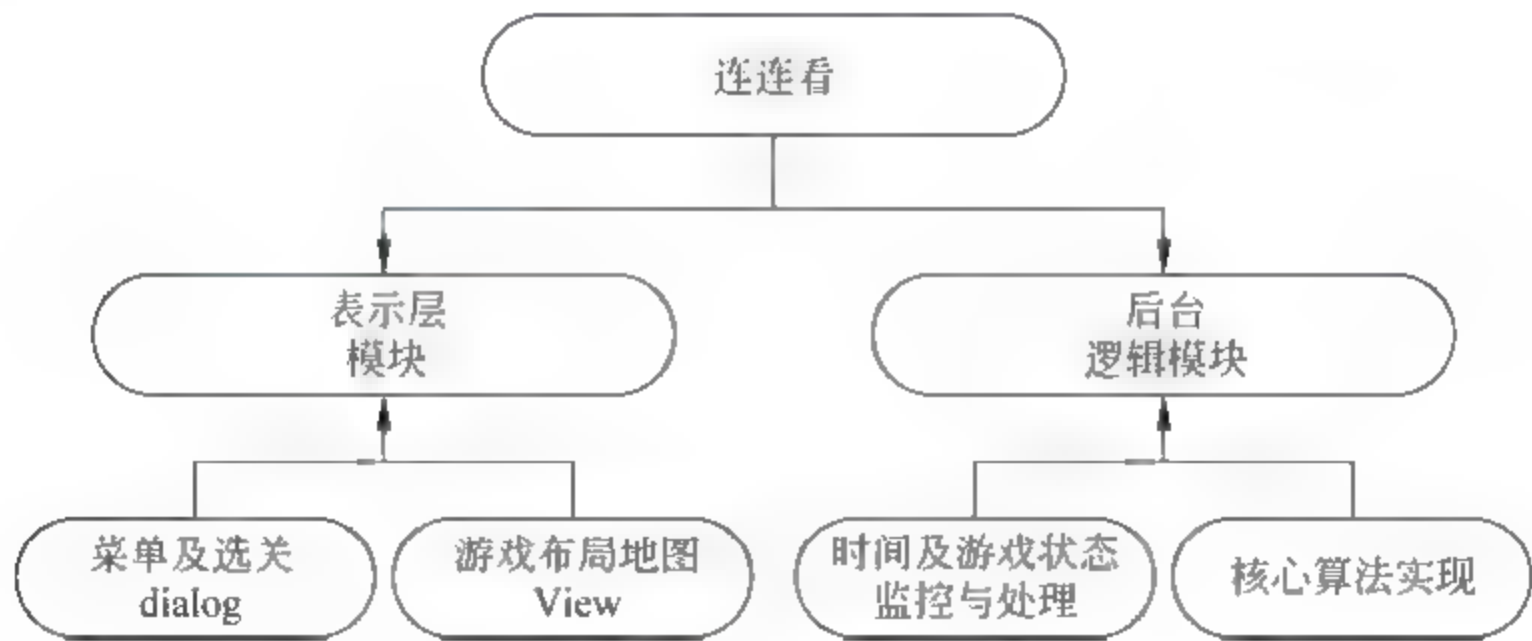 连连看
表示层
模块
后台
逻辑模块
菜单及选关
dialog
游戏布局地图
View
时间及游戏状态
监控与处理
核心算法实现